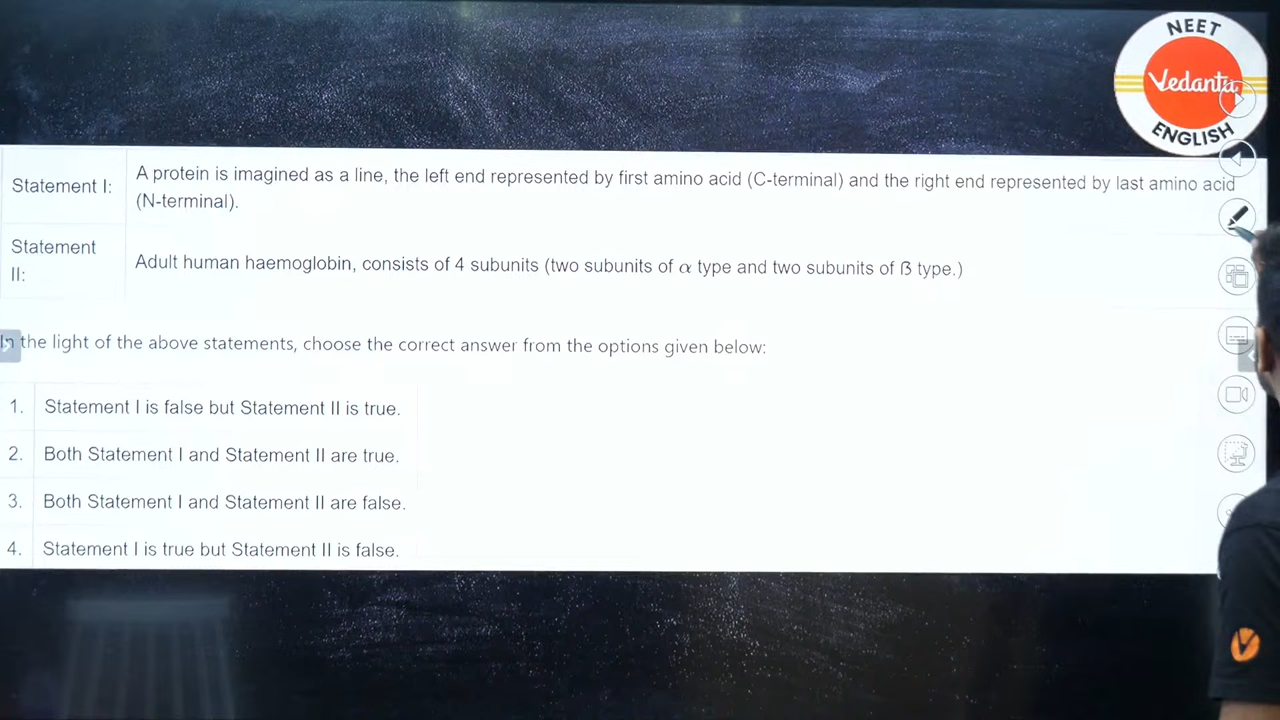 NEET
Vedantu
ENGLISH
Statement I:
A protein is imagined as a line, the left end represented by first amino acid (C-terminal) and the right end represented by last amino acid
(N-terminal).
Statement
II:
Adult human haemoglobin, consists of 4 subunits (two subunits of α type and two subunits of ß type.)
In the light of the above statements, choose the correct answer from the options given below:
1. Statement I is false but Statement II is true.
2. Both Statement I and Statement II are true.
3. Both Statement I and Statement II are false.
4. Statement I is true but Statement II is false.